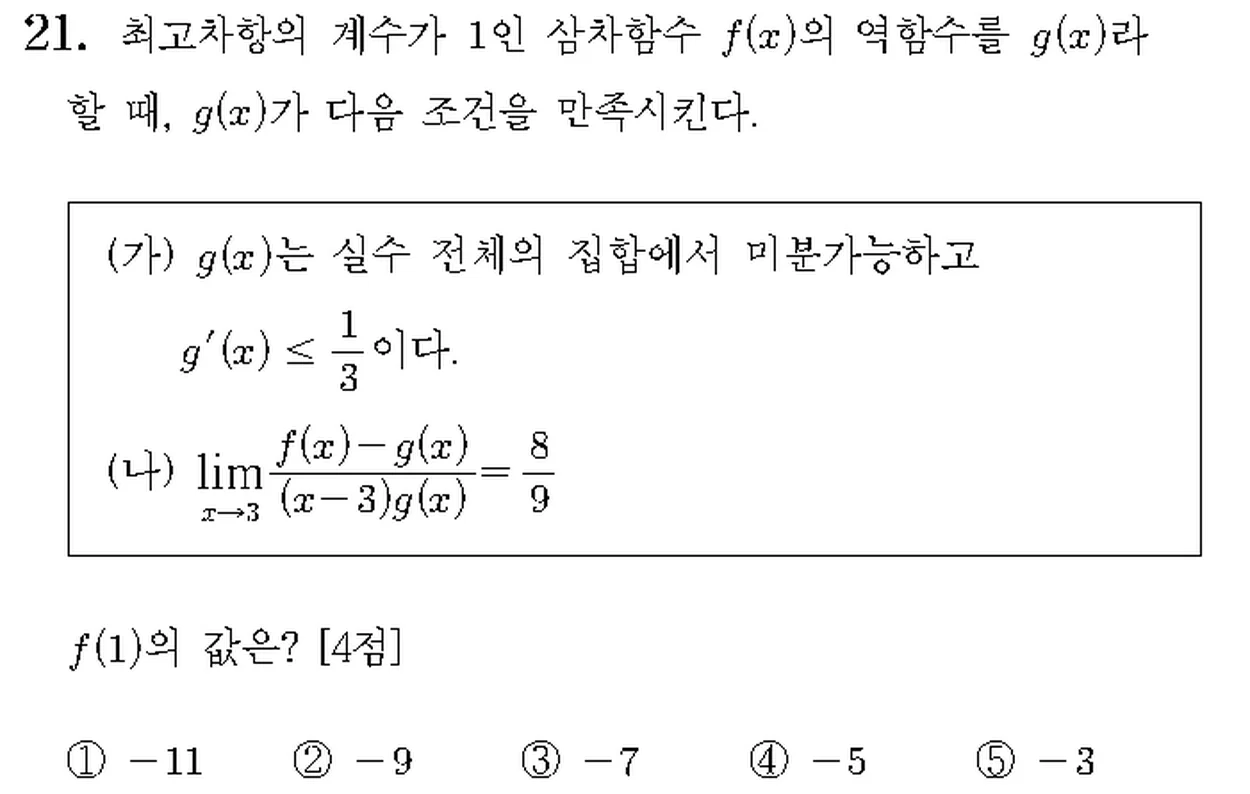 21. 최고차항의 계수가 1인 삼차함수 f(x)의 역함수를 g(x)라
할 때, g(x)가 다음 조건을 만족시킨다.
(가) g(x)는 실수 전체의 집합에서 미분가능하고
g′(x) ≤ 1/3 이다.
(나) lim_{x→3} (f(x)−g(x))/((x−3)g(x)) = 8/9
f(1)의 값은? [4점]
① −11 ② −9 ③ −7 ④ −5 ⑤ −3